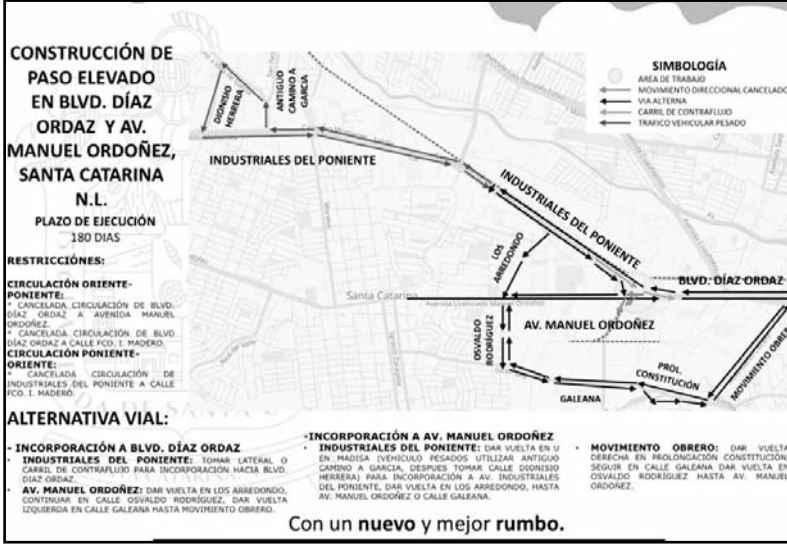 CONSTRUCCIÓN DE
PASO ELEVADO
EN BLVD. DÍAZ
ORDAZ Y AV.
MANUEL ORDOÑEZ,
SANTA CATARINA
N.L.
PLAZO DE EJECUCIÓN
180 DIAS
RESTRICCIÓNES:
CIRCULACIÓN ORIENTE-
PONIENTE:
* CANCELADA CIRCULACIÓN DE BLVD.
DÍAZ ORDAZ A AVENIDA MANUEL
ORDOÑEZ.
* CANCELADA CIRCULACIÓN DE BLVD
DÍAZ ORDAZ A CALLE FCO. I. MADERO.
CIRCULACIÓN PONIENTE-
ORIENTE:
* CANCELADA CIRCULACIÓN DE
INDUSTRIALES DEL PONIENTE A CALLE
FCO. I. MADERO.
SIMBOLOGÍA
AREA DE TRABAJO
MOVIMIENTO DIRECCIONAL CANCELADO
VIA ALTERNA
CARRIL DE CONTRAFLUJO
TRAFICO VEHICULAR PESADO
DIONISIO
HERRERA
ANTIGUO
CAMINO A
GARCIA
INDUSTRIALES DEL PONIENTE
INDUSTRIALES DEL PONIENTE
LOS
ARREDONDO
BLVD. DÍAZ ORDAZ
Santa Catarina
AV. MANUEL ORDOÑEZ
OSVALDO
RODRÍGUEZ
PROL.
CONSTITUCIÓN
GALEANA
MOVIMIENTO OBRERO
ALTERNATIVA VIAL:
- INCORPORACIÓN A BLVD. DÍAZ ORDAZ
• INDUSTRIALES DEL PONIENTE: TOMAR LATERAL O
CARRIL DE CONTRAFLUJO PARA INCORPORACIÓN HACIA BLVD.
DIAZ ORDAZ.
• AV. MANUEL ORDOÑEZ: DAR VUELTA EN LOS ARREDONDO,
CONTINUAR EN CALLE OSVALDO RODRÍGUEZ, DAR VUELTA
IZQUIERDA EN CALLE GALEANA HASTA MOVIMIENTO OBRERO.
-INCORPORACIÓN A AV. MANUEL ORDOÑEZ
• INDUSTRIALES DEL PONIENTE: DAR VUELTA EN U
EN MADISA (VEHÍCULO PESADOS UTILIZAR ANTIGUO
CAMINO A GARCIA, DESPUES TOMAR CALLE DIONISIO
HERRERA) PARA INCORPORACIÓN A AV. INDUSTRIALES
DEL PONIENTE, DAR VUELTA EN LOS ARREDONDO, HASTA
AV. MANUEL ORDOÑEZ O CALLE GALEANA.
• MOVIMIENTO OBRERO: DAR VUELTA
DERECHA EN PROLONGACIÓN CONSTITUCIÓN,
SEGUIR EN CALLE GALEANA DAR VUELTA EN
OSVALDO RODRÍGUEZ HASTA AV. MANUEL
ORDOÑEZ.
Con un nuevo y mejor rumbo.